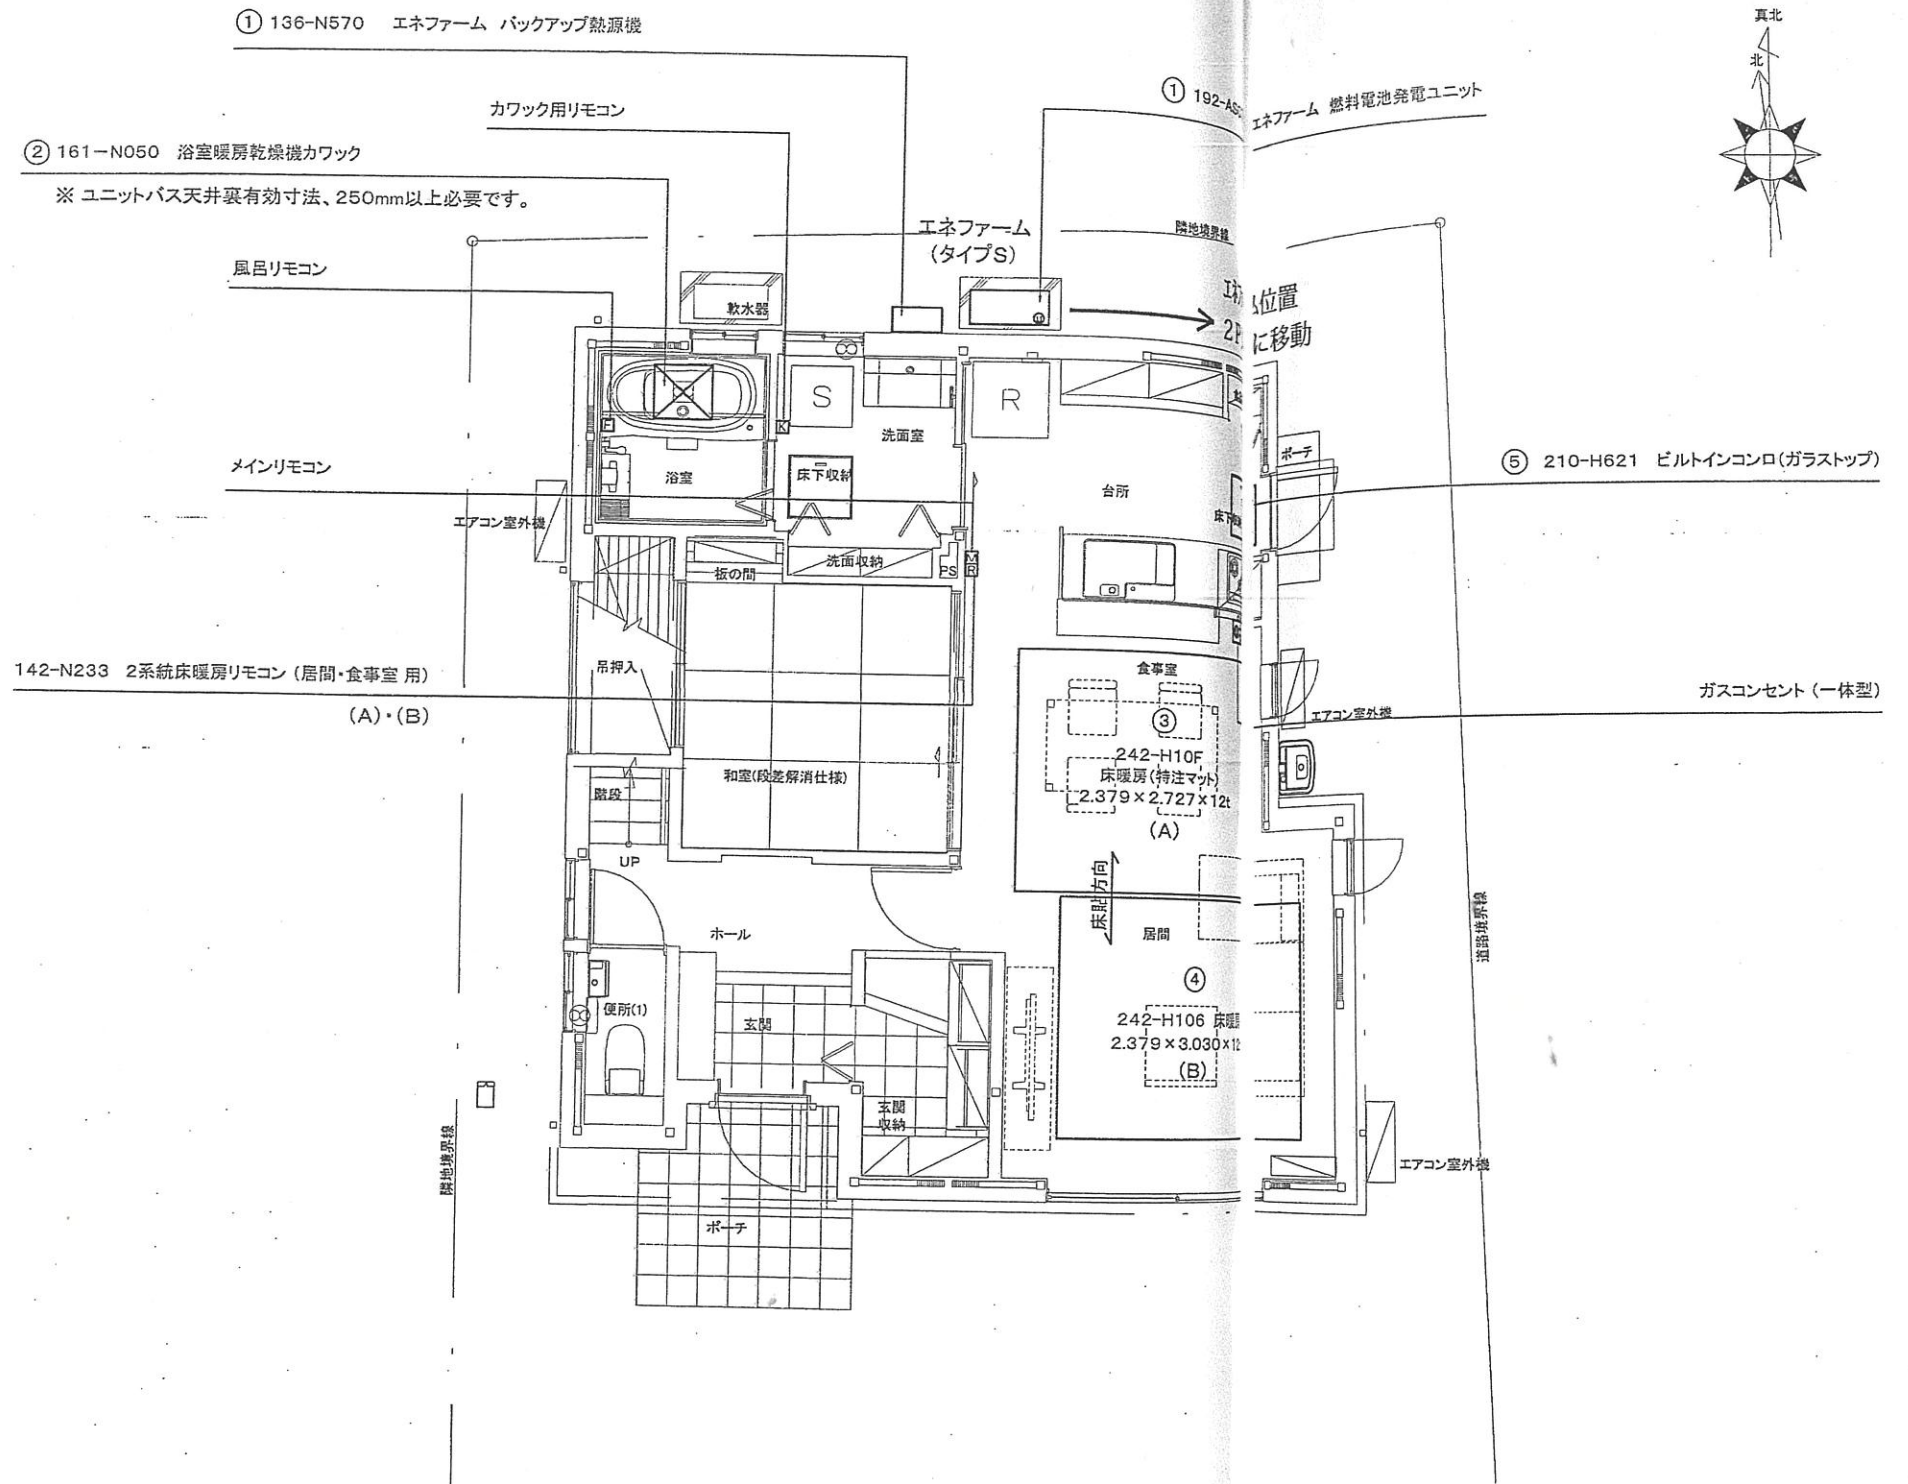 ① 136-N570 エネファーム バックアップ熱源機
真北
北
① 192-AS
エネファーム 燃料電池発電ユニット
カワック用リモコン
② 161-N050 浴室暖房乾燥機カワック
※ ユニットバス天井裏有効寸法、250mm以上必要です。
エネファーム
(タイプS)
隣地境界線
風呂リモコン
位置
2P
に移動
軟水器
S
R
洗面室
K
ポーチ
メインリモコン
浴室
床下収納
台所
⑤ 210-H621 ビルトインコンロ(ガラストップ)
エアコン室外機
床下
板の間
洗面収納
PS
M
R
吊押入
食事室
142-N233 2系統床暖房リモコン (居間・食事室 用)
(A)・(B)
ガスコンセント (一体型)
エアコン室外機
③
242-H10F
床暖房(特注マット)
2.379×2.727×12t
(A)
和室(段差解消仕様)
階段
UP
床貼方向
ホール
居間
④
242-H106 床暖
2.379×3.030×12
(B)
道路境界線
便所(1)
玄関
玄関
収納
隣地境界線
エアコン室外機
ポーチ